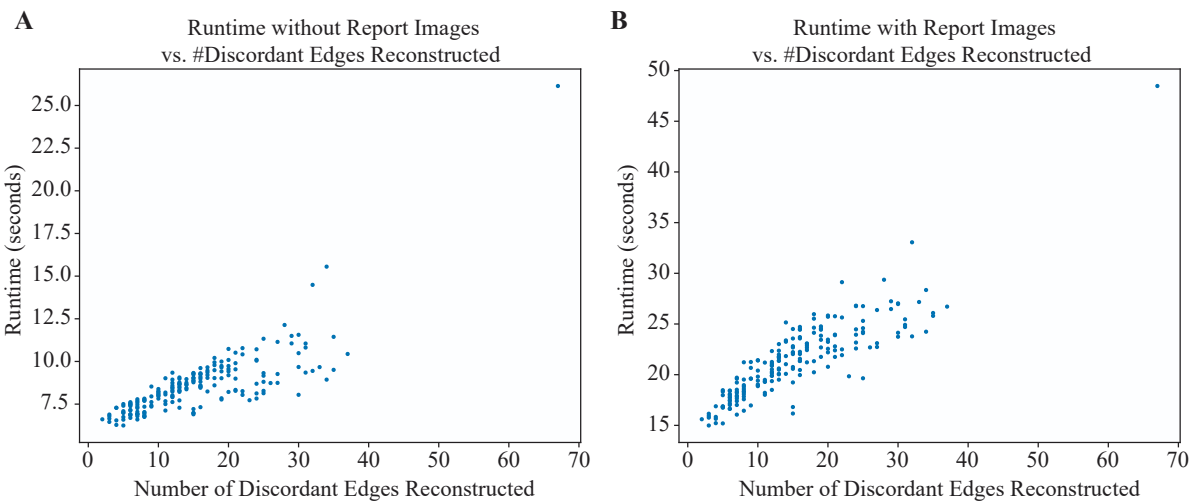 A
Runtime without Report Images
vs. #Discordant Edges Reconstructed
Runtime (seconds)
25.0
22.5
20.0
17.5
15.0
12.5
10.0
7.5
0 10 20 30 40 50 60 70
Number of Discordant Edges Reconstructed
B
Runtime with Report Images
vs. #Discordant Edges Reconstructed
Runtime (seconds)
50
45
40
35
30
25
20
15
0 10 20 30 40 50 60 70
Number of Discordant Edges Reconstructed